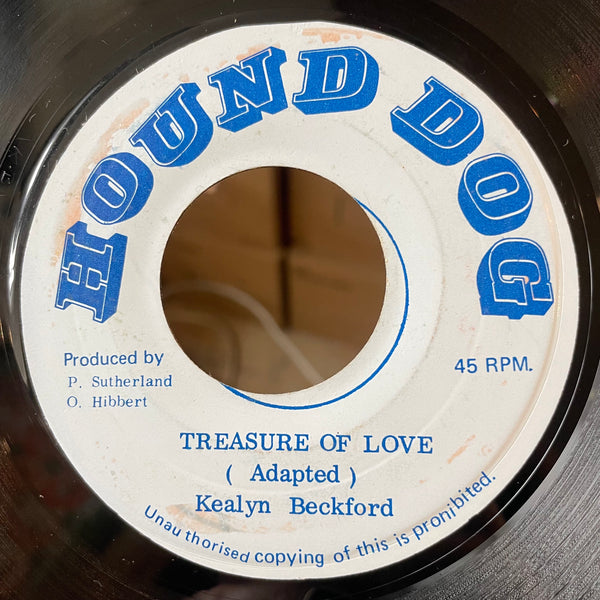 HOUND DOG
Produced by
P. Sutherland
O. Hibbert
45 RPM.
TREASURE OF LOVE
( Adapted )
Kealyn Beckford
Unau thorised copying of this is prohibited.